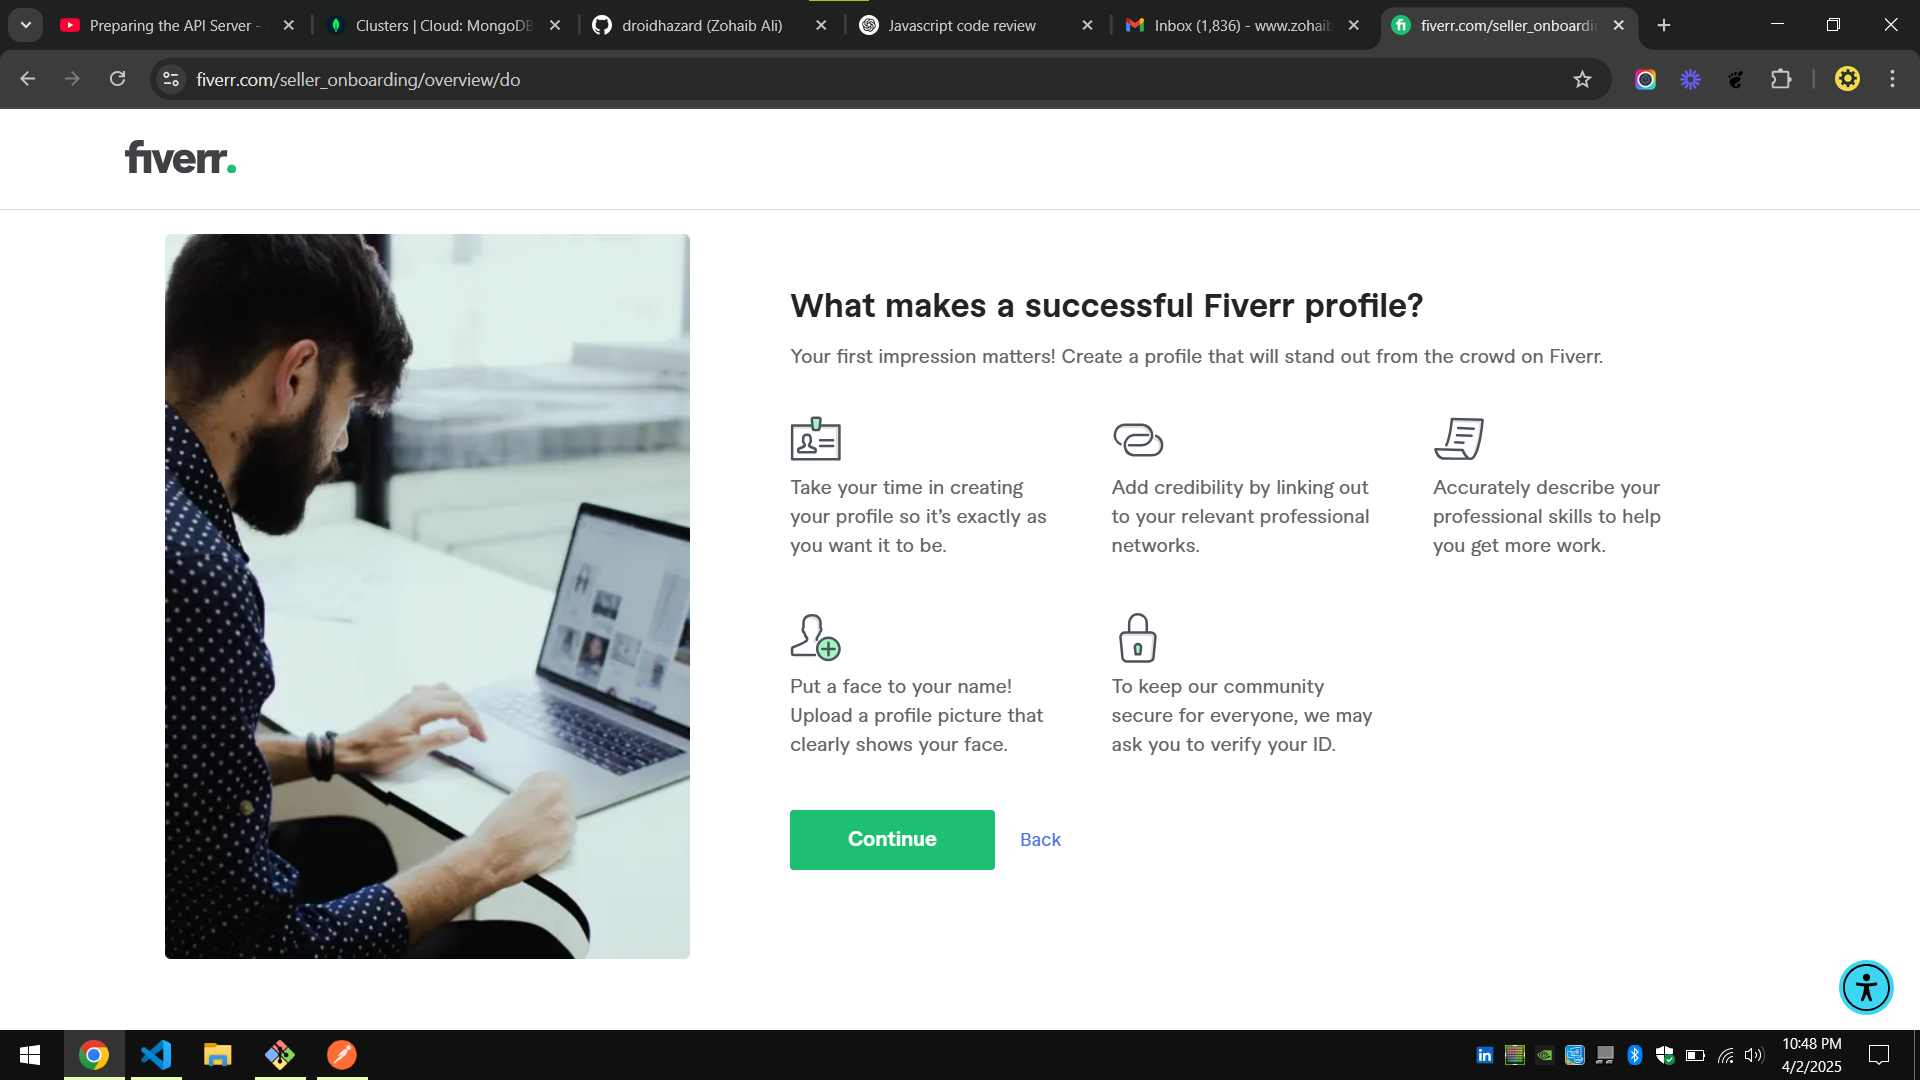 Preparing the API Server -
Clusters | Cloud: MongoDB
droidhazard (Zohaib Ali)
Javascript code review
Inbox (1,836) - www.zohaib
fiverr.com/seller_onboardi
fiverr.com/seller_onboarding/overview/do
fiverr.
What makes a successful Fiverr profile?
Your first impression matters! Create a profile that will stand out from the crowd on Fiverr.
Take your time in creating
your profile so it's exactly as
you want it to be.
Add credibility by linking out
to your relevant professional
networks.
Accurately describe your
professional skills to help
you get more work.
Put a face to your name!
Upload a profile picture that
clearly shows your face.
To keep our community
secure for everyone, we may
ask you to verify your ID.
Continue
Back
10:48 PM
4/2/2025